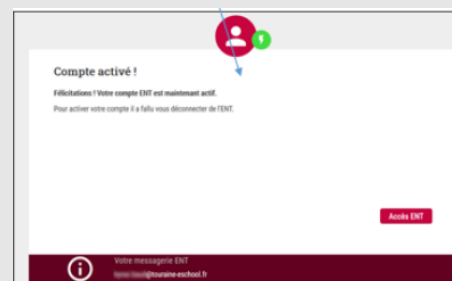 Compte activé !
Félicitations ! Votre compte ENT est maintenant actif.
Pour activer votre compte il a fallu vous déconnecter de l'ENT.
Accès ENT
Votre messagerie ENT
@touraine-eschool.fr